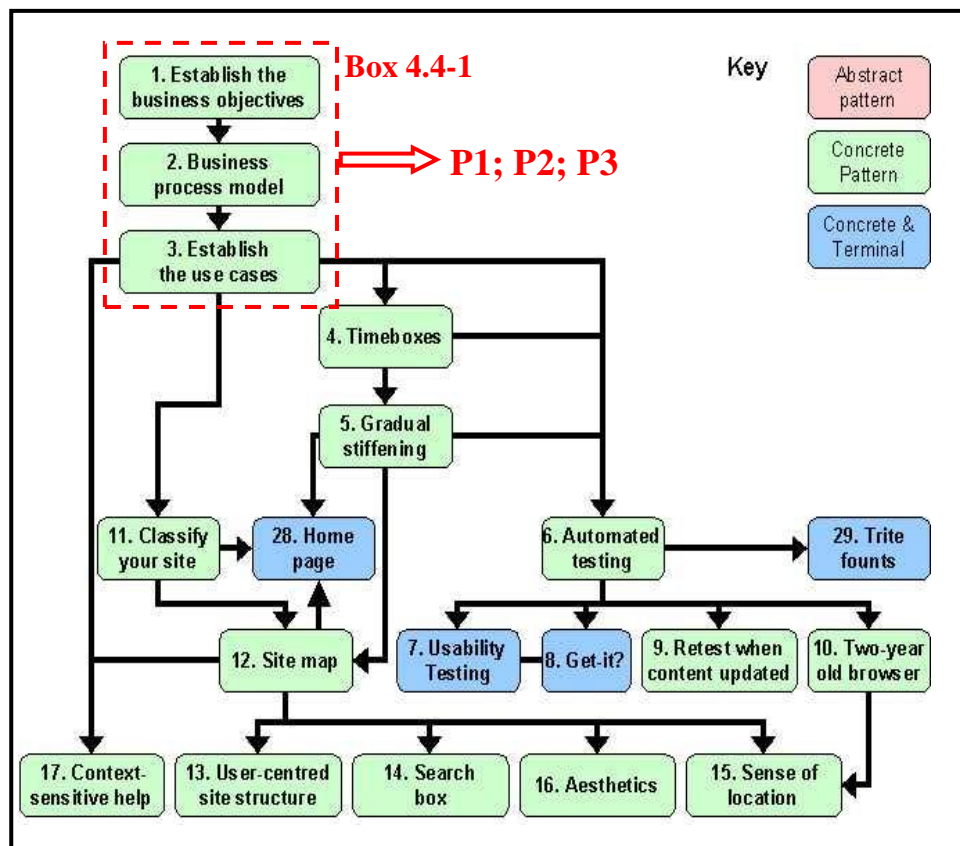 1. Establish the
business objectives
Box 4.4-1
Key
Abstract
pattern
2. Business
process model
P1; P2; P3
Concrete
Pattern
3. Establish
the use cases
Concrete &
Terminal
4. Timeboxes
5. Gradual
stiffening
11. Classify
your site
28. Home
page
6. Automated
testing
29. Trite
founts
12. Site map
7. Usability
Testing
8. Get-it?
9. Retest when
content updated
10. Two-year
old browser
17. Context-
sensitive help
13. User-centred
site structure
14. Search
box
16. Aesthetics
15. Sense of
location